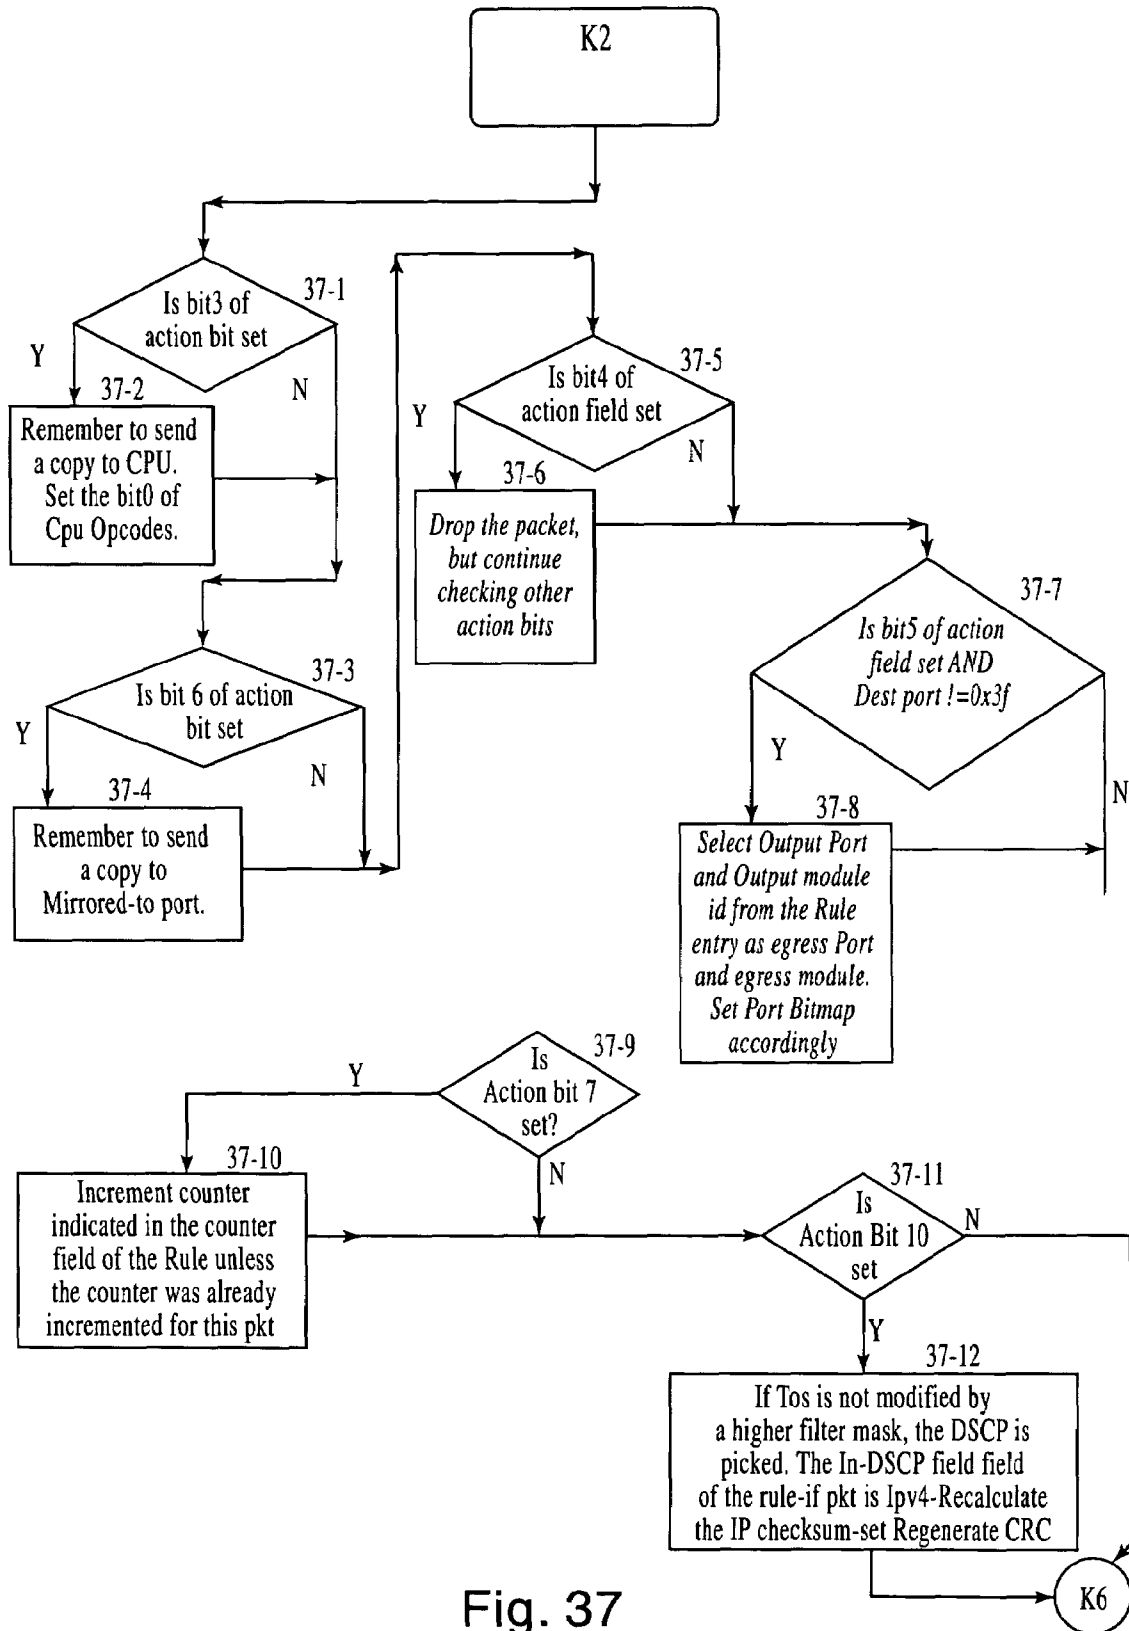 K2
37-1
Is bit3 of
action bit set
Y
N
37-2
Remember to send
a copy to CPU.
Set the bit0 of
Cpu Opcodes.
37-3
Is bit 6 of action
bit set
Y
N
37-4
Remember to send
a copy to
Mirrored-to port.
37-5
Is bit4 of
action field set
Y
N
37-6
Drop the packet,
but continue
checking other
action bits
37-7
Is bit5 of action
field set AND
Dest port !=0x3f
Y
N
37-8
Select Output Port
and Output module
id from the Rule
entry as egress Port
and egress module.
Set Port Bitmap
accordingly
37-9
Is
Action bit 7
set?
Y
N
37-10
Increment counter
indicated in the counter
field of the Rule unless
the counter was already
incremented for this pkt
37-11
Is
Action Bit 10
set
N
Y
37-12
If Tos is not modified by
a higher filter mask, the DSCP is
picked. The In-DSCP field field
of the rule-if pkt is Ipv4-Recalculate
the IP checksum-set Regenerate CRC
K6
Fig. 37